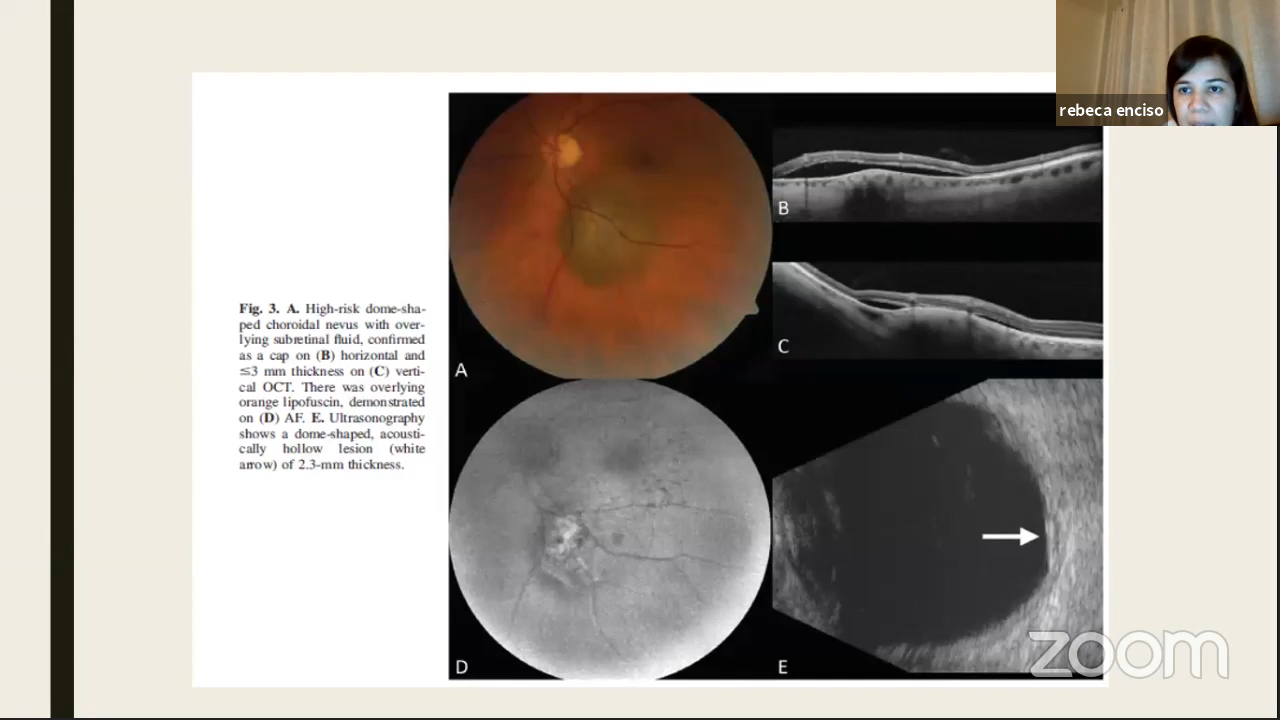 rebeca enciso
Fig. 3. A. High-risk dome-sha-
ped choroidal nevus with over-
lying subretinal fluid, confirmed
as a cap on (B) horizontal and
≤3 mm thickness on (C) verti-
cal OCT. There was overlying
orange lipofuscin, demonstrated
on (D) AF. E. Ultrasonography
shows a dome-shaped, acousti-
cally hollow lesion (white
arrow) of 2.3-mm thickness.
A
B
C
D
E
zoom